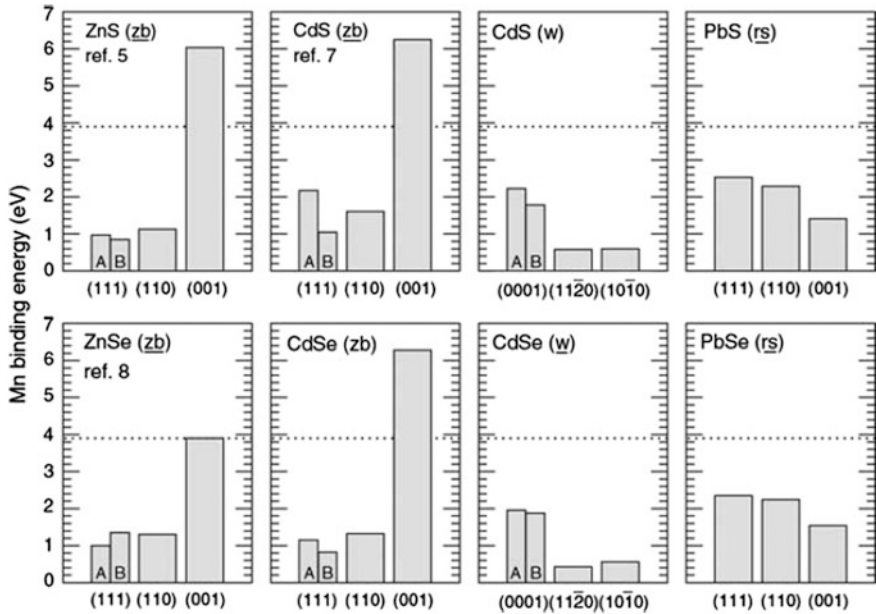 Mn binding energy (eV)
7
6
5
4
3
2
1
0
ZnS (zb)
ref. 5
A B
(111) (110) (001)
CdS (zb)
ref. 7
A B
(111) (110) (001)
CdS (w)
A B
(0001)(112̅0)(101̅0)
PbS (rs)
(111) (110) (001)
7
6
5
4
3
2
1
0
ZnSe (zb)
ref. 8
A B
(111) (110) (001)
CdSe (zb)
A B
(111) (110) (001)
CdSe (w)
A B
(0001)(112̅0)(101̅0)
PbSe (rs)
(111) (110) (001)